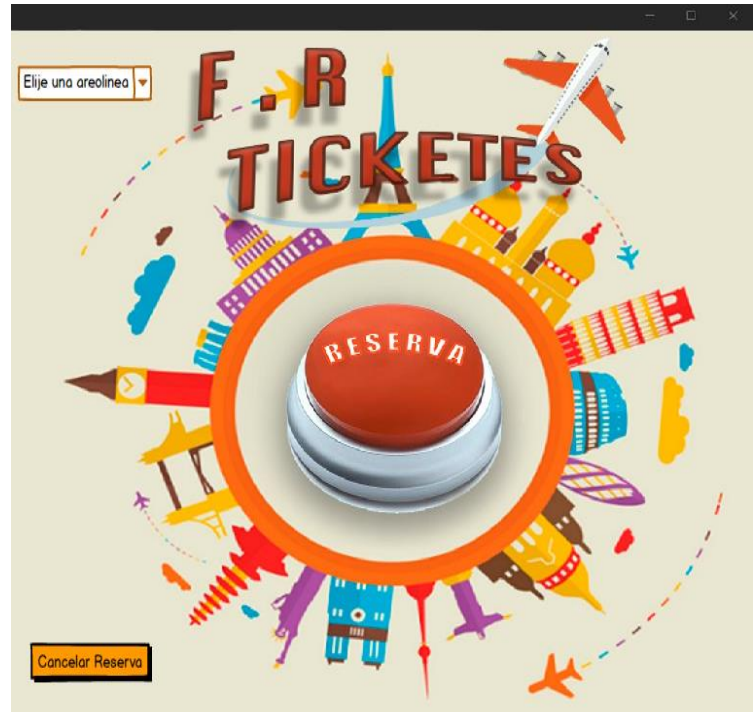 Elije una areolinea
F.R
TICKETES
RESERVA
Cancelar Reserva